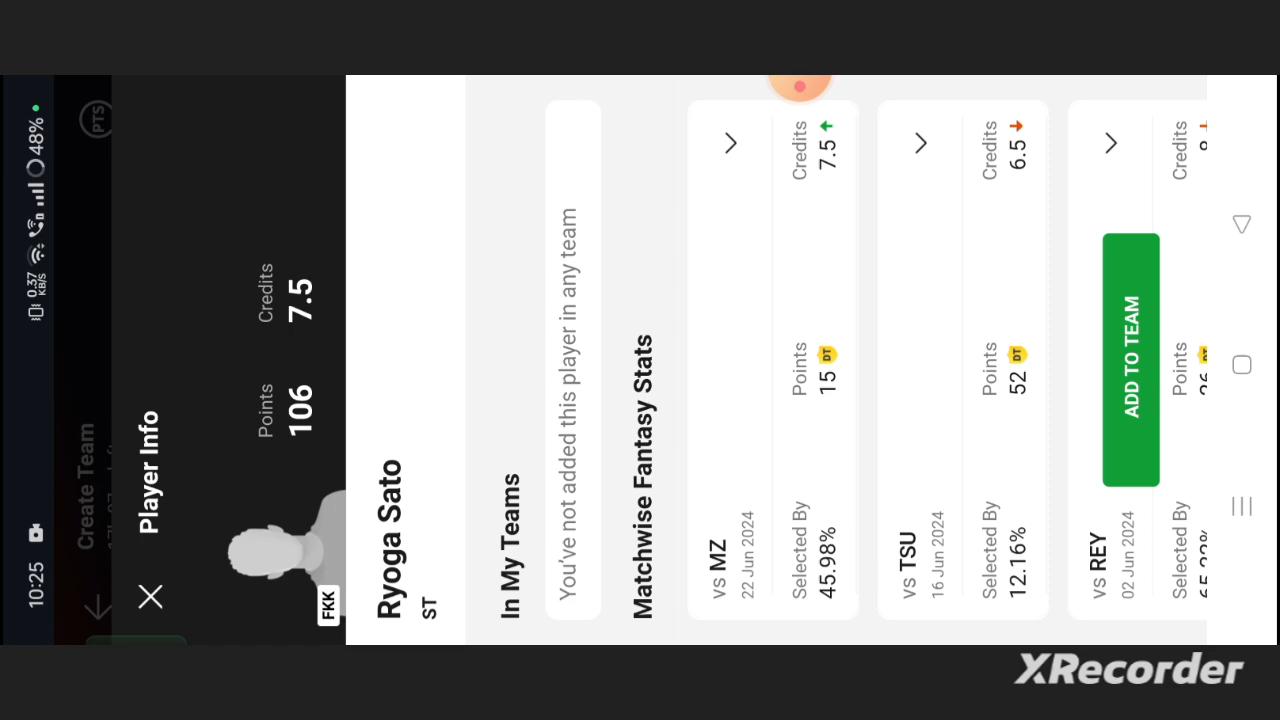 10:25
0.37
KB/S
48%
Create Team
PTS
Player Info
Points
Credits
106
7.5
FKK
Ryoga Sato
ST
In My Teams
You've not added this player in any team
Matchwise Fantasy Stats
vs MZ
22 Jun 2024
Selected By
Points
Credits
45.98%
15 DT
7.5
vs TSU
16 Jun 2024
Selected By
Points
Credits
12.16%
52 DT
6.5
vs REY
02 Jun 2024
ADD TO TEAM
Selected By
Points
Credits
XRecorder